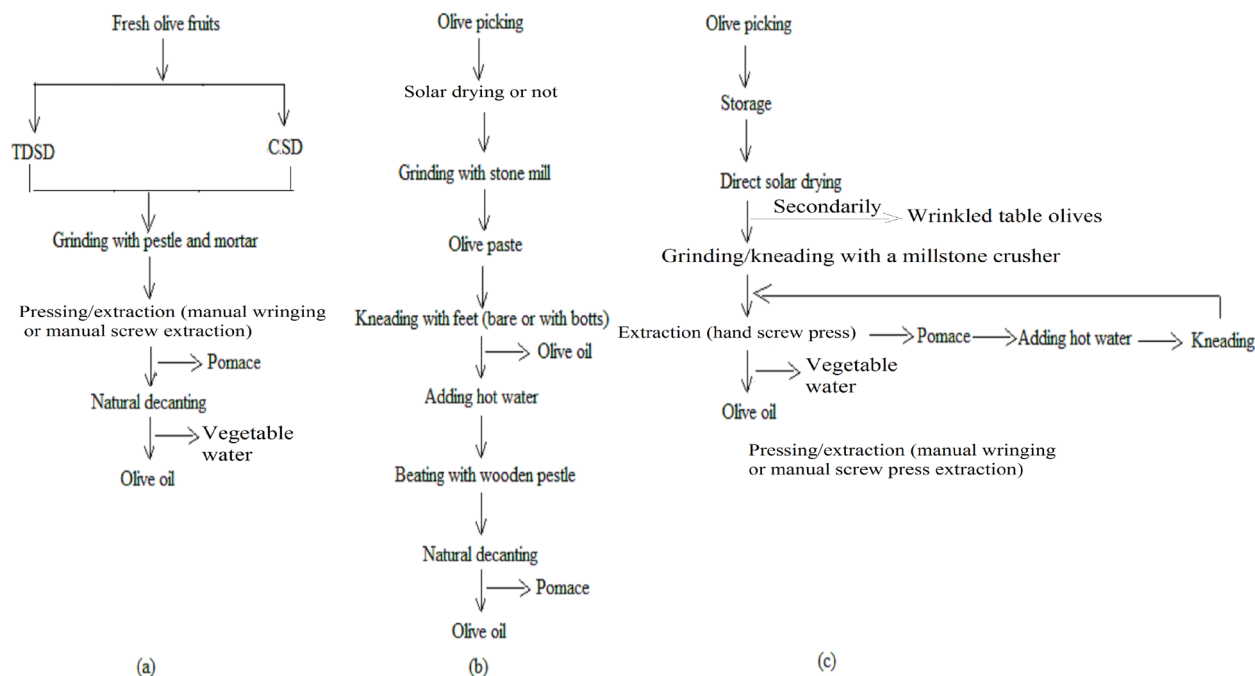 Fresh olive fruits
TDSD
C.SD
Grinding with pestle and mortar
Pressing/extraction (manual wringing
or manual screw extraction)
Pomace
Natural decanting
Vegetable
water
Olive oil
(a)
Olive picking
Solar drying or not
Grinding with stone mill
Olive paste
Kneading with feet (bare or with botts)
Olive oil
Adding hot water
Beating with wooden pestle
Natural decanting
Pomace
Olive oil
(b)
Olive picking
Storage
Direct solar drying
Secondarily
Wrinkled table olives
Grinding/kneading with a millstone crusher
Extraction (hand screw press)
Pomace
Adding hot water
Kneading
Vegetable
water
Olive oil
Pressing/extraction (manual wringing
or manual screw press extraction)
(c)